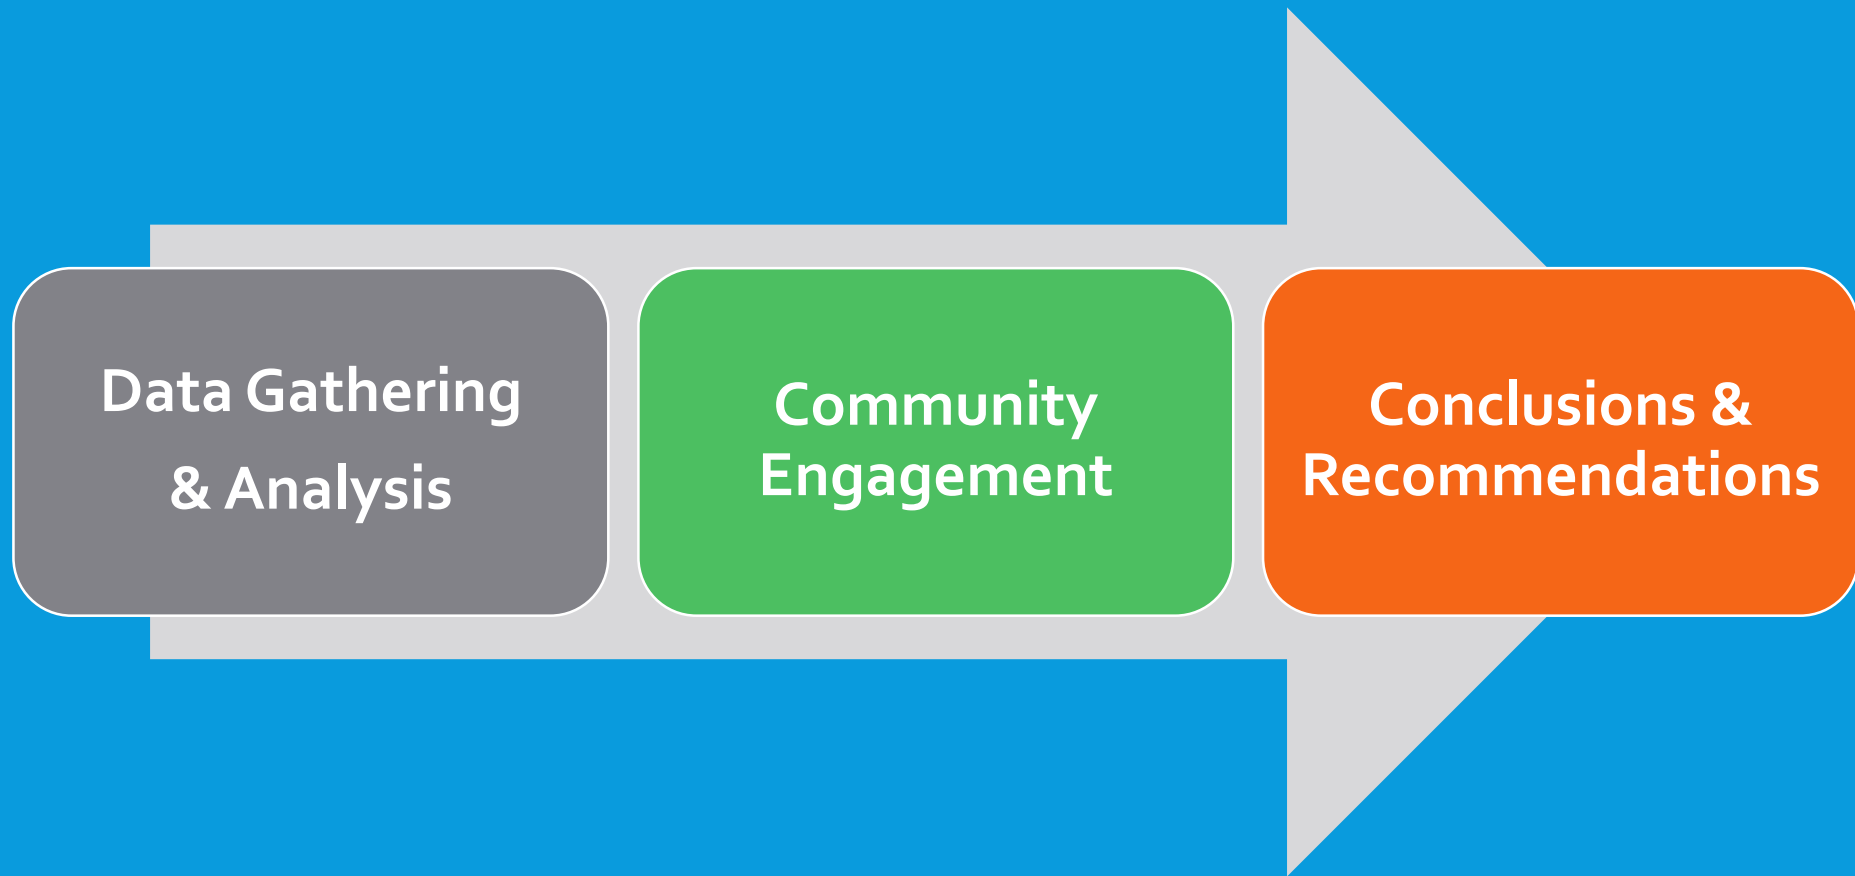 Data Gathering
& Analysis
Community
Engagement
Conclusions &
Recommendations